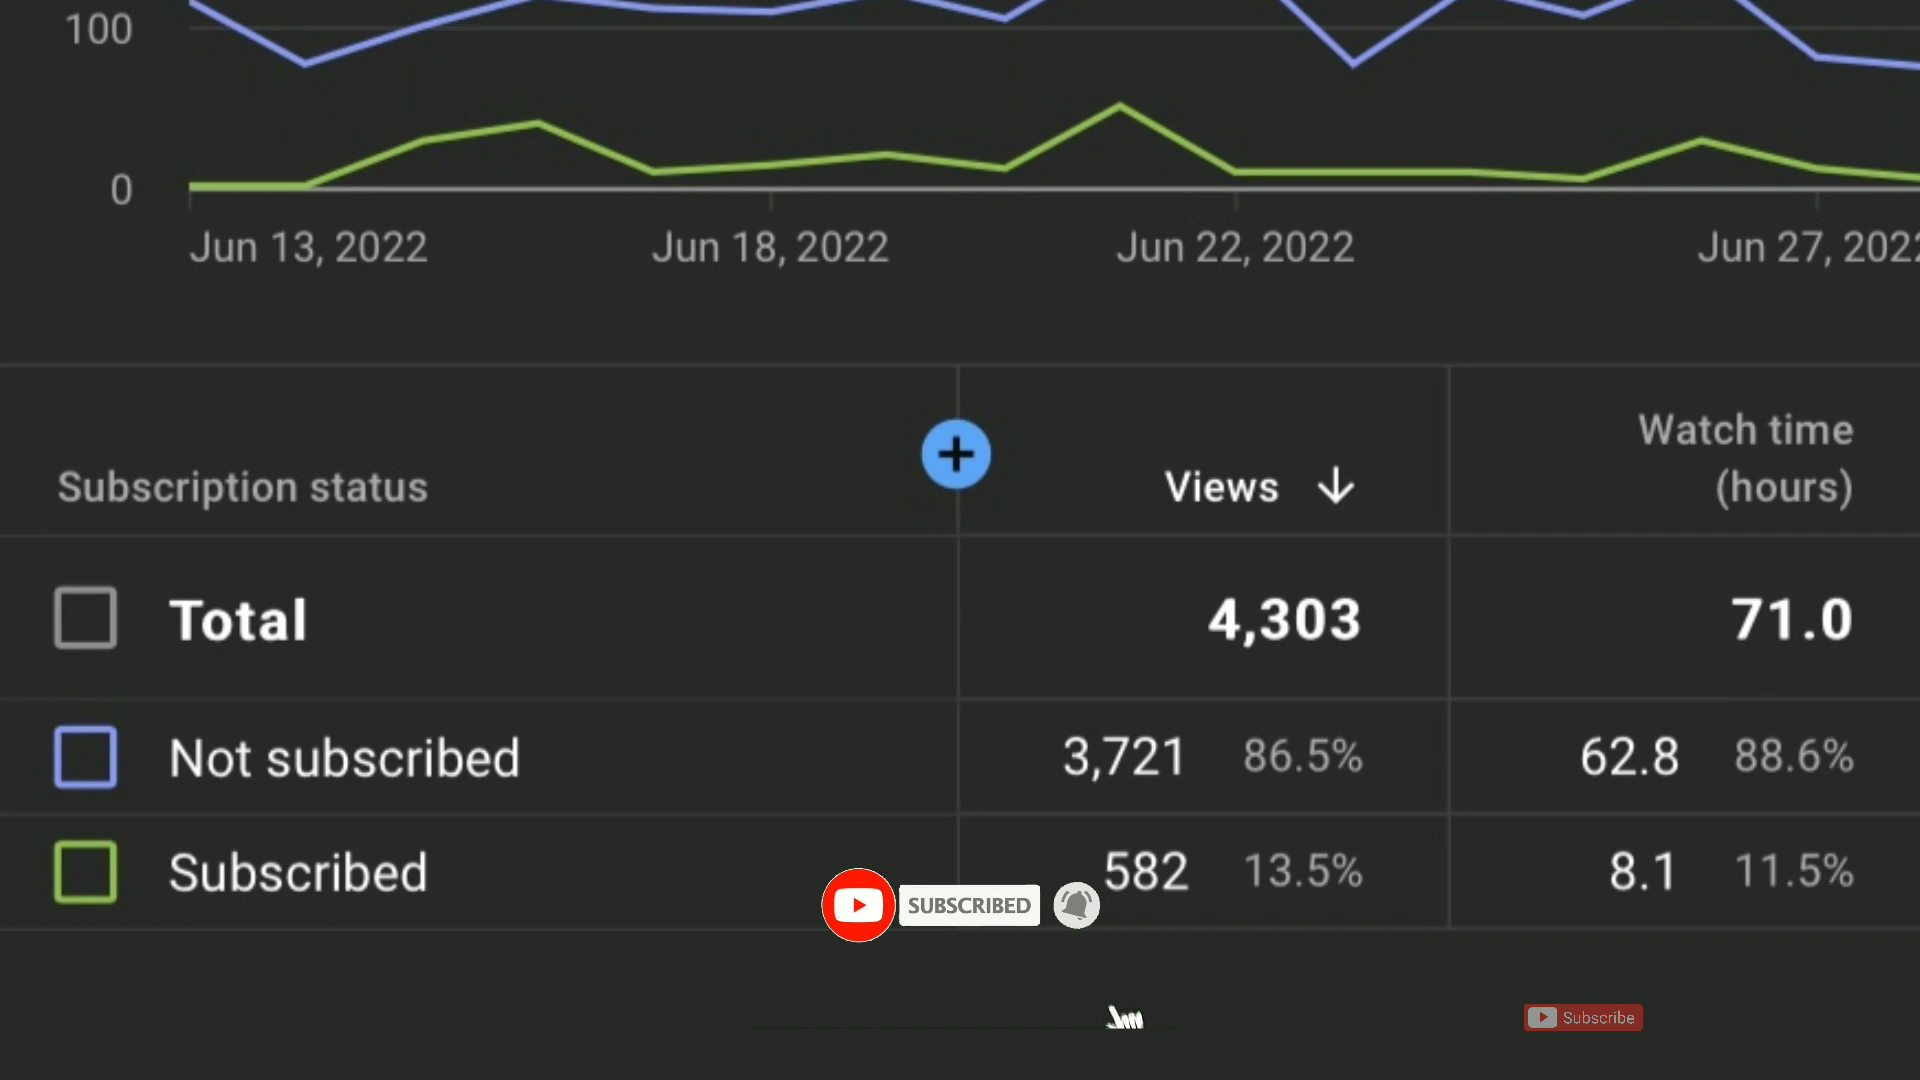 100
0
Jun 13, 2022 Jun 18, 2022 Jun 22, 2022 Jun 27, 2022
Subscription status Views Watch time (hours)
Total 4,303 71.0
Not subscribed 3,721 86.5% 62.8 88.6%
Subscribed 582 13.5% 8.1 11.5%
SUBSCRIBED
Subscribe